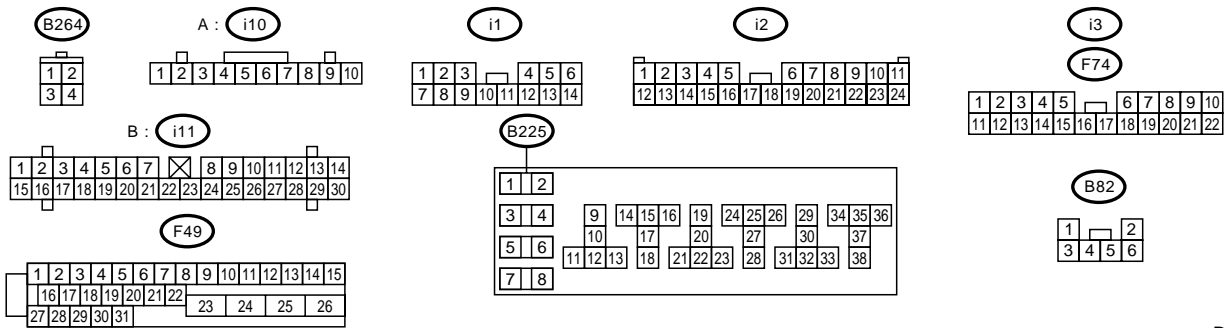 B264
A : i10
i1
i2
i3
1 2
3 4
1 2 3 4 5 6 7 8 9 10
1 2 3 4 5 6
7 8 9 10 11 12 13 14
1 2 3 4 5 6 7 8 9 10 11
12 13 14 15 16 17 18 19 20 21 22 23 24
F74
1 2 3 4 5 6 7 8 9 10
11 12 13 14 15 16 17 18 19 20 21 22
B : i11
1 2 3 4 5 6 7 8 9 10 11 12 13 14
15 16 17 18 19 20 21 22 23 24 25 26 27 28 29 30
B225
1 2
3 4 9 14 15 16 19 24 25 26 29 34 35 36
5 6 10 17 20 27 30 37
11 12 13 18 21 22 23 28 31 32 33 38
7 8
B82
1 2
3 4 5 6
F49
1 2 3 4 5 6 7 8 9 10 11 12 13 14 15
16 17 18 19 20 21 22 23 24 25 26
27 28 29 30 31